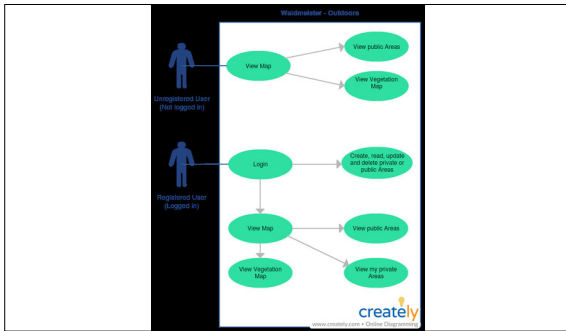 Waldmeister - Outdoors
View public Areas
View Map
View Vegetation
Map
Unregistered User
(Not logged in)
Login
Create, read, update
and delete private or
public Areas
Registered User
(Logged in)
View Map
View public Areas
View Vegetation
Map
View my private
Areas
creately
www.creately.com • Online Diagramming